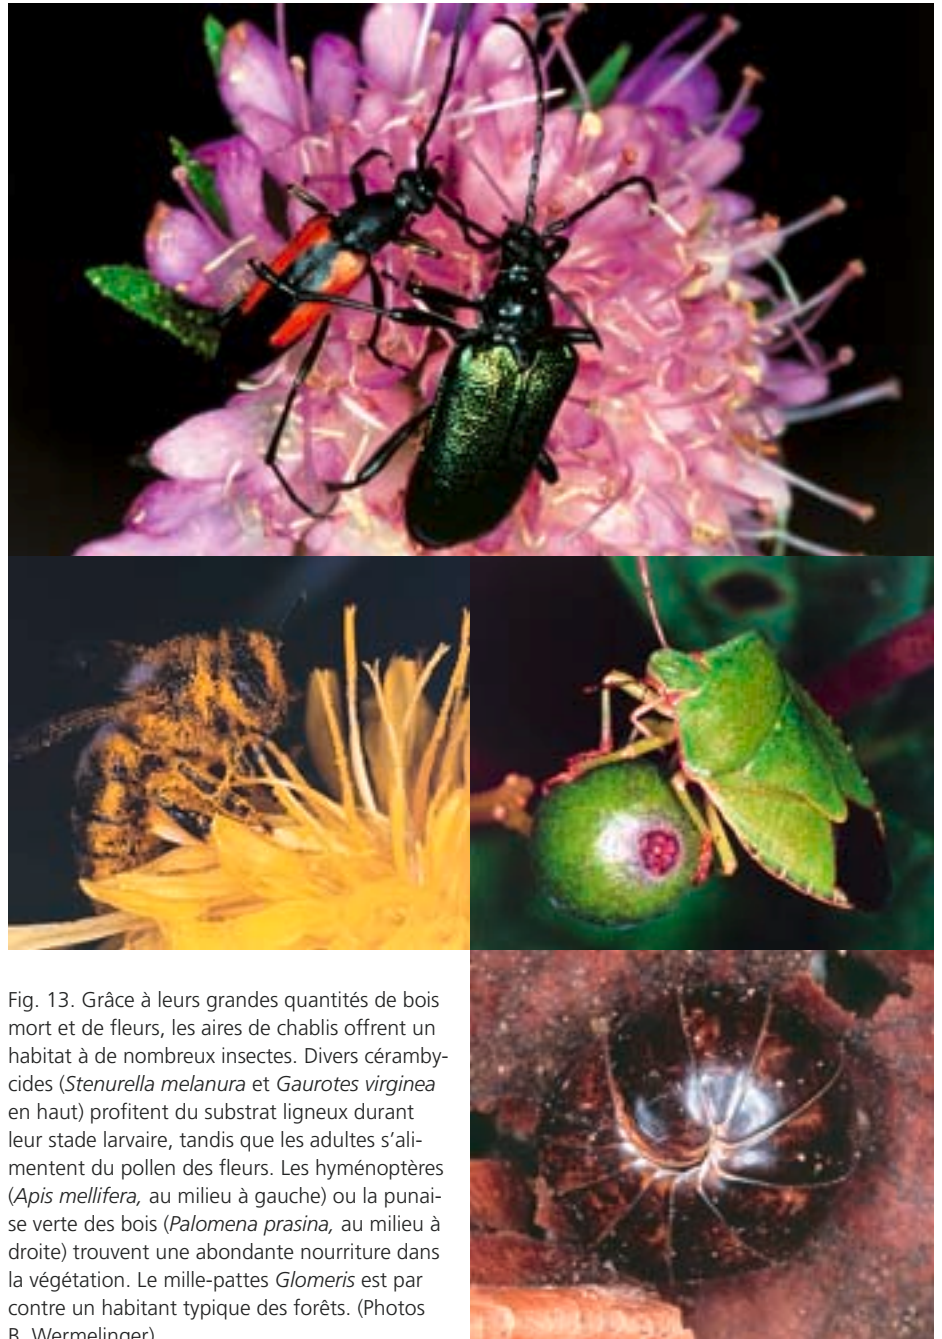 Fig. 13. Grâce à leurs grandes quantités de bois
mort et de fleurs, les aires de chablis offrent un
habitat à de nombreux insectes. Divers céramby-
cides (Stenurella melanura et Gaurotes virginea
en haut) profitent du substrat ligneux durant
leur stade larvaire, tandis que les adultes s’ali-
mentent du pollen des fleurs. Les hyménoptères
(Apis mellifera, au milieu à gauche) ou la punai-
se verte des bois (Palomena prasina, au milieu à
droite) trouvent une abondante nourriture dans
la végétation. Le mille-pattes Glomeris est par
contre un habitant typique des forêts. (Photos
B. Wermelinger)